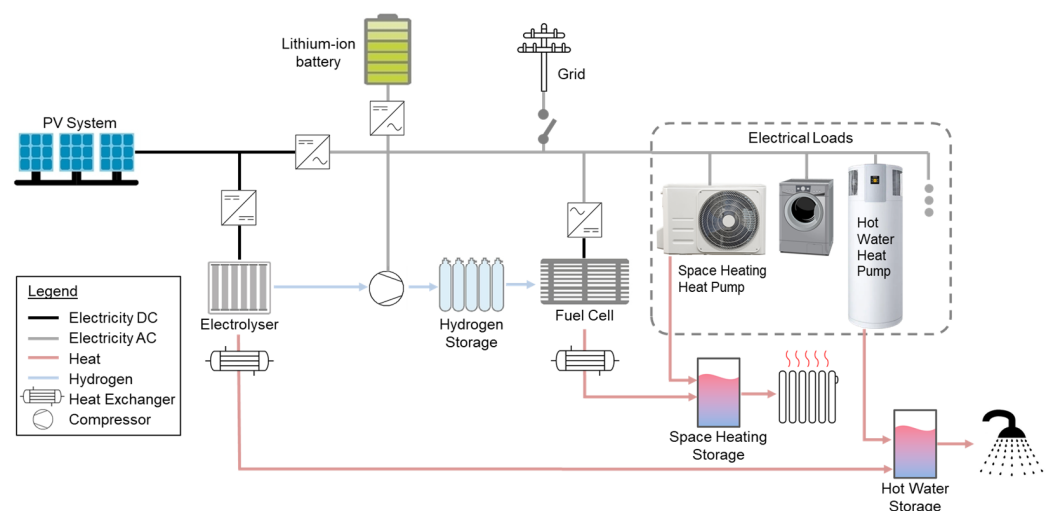 Lithium-ion
battery
Grid
PV System
Electrical Loads
Hot
Water
Heat
Pump
Space Heating
Heat Pump
Legend
Electricity DC
Electricity AC
Heat
Hydrogen
Heat Exchanger
Compressor
Electrolyser
Hydrogen
Storage
Fuel Cell
Space Heating
Storage
Hot Water
Storage